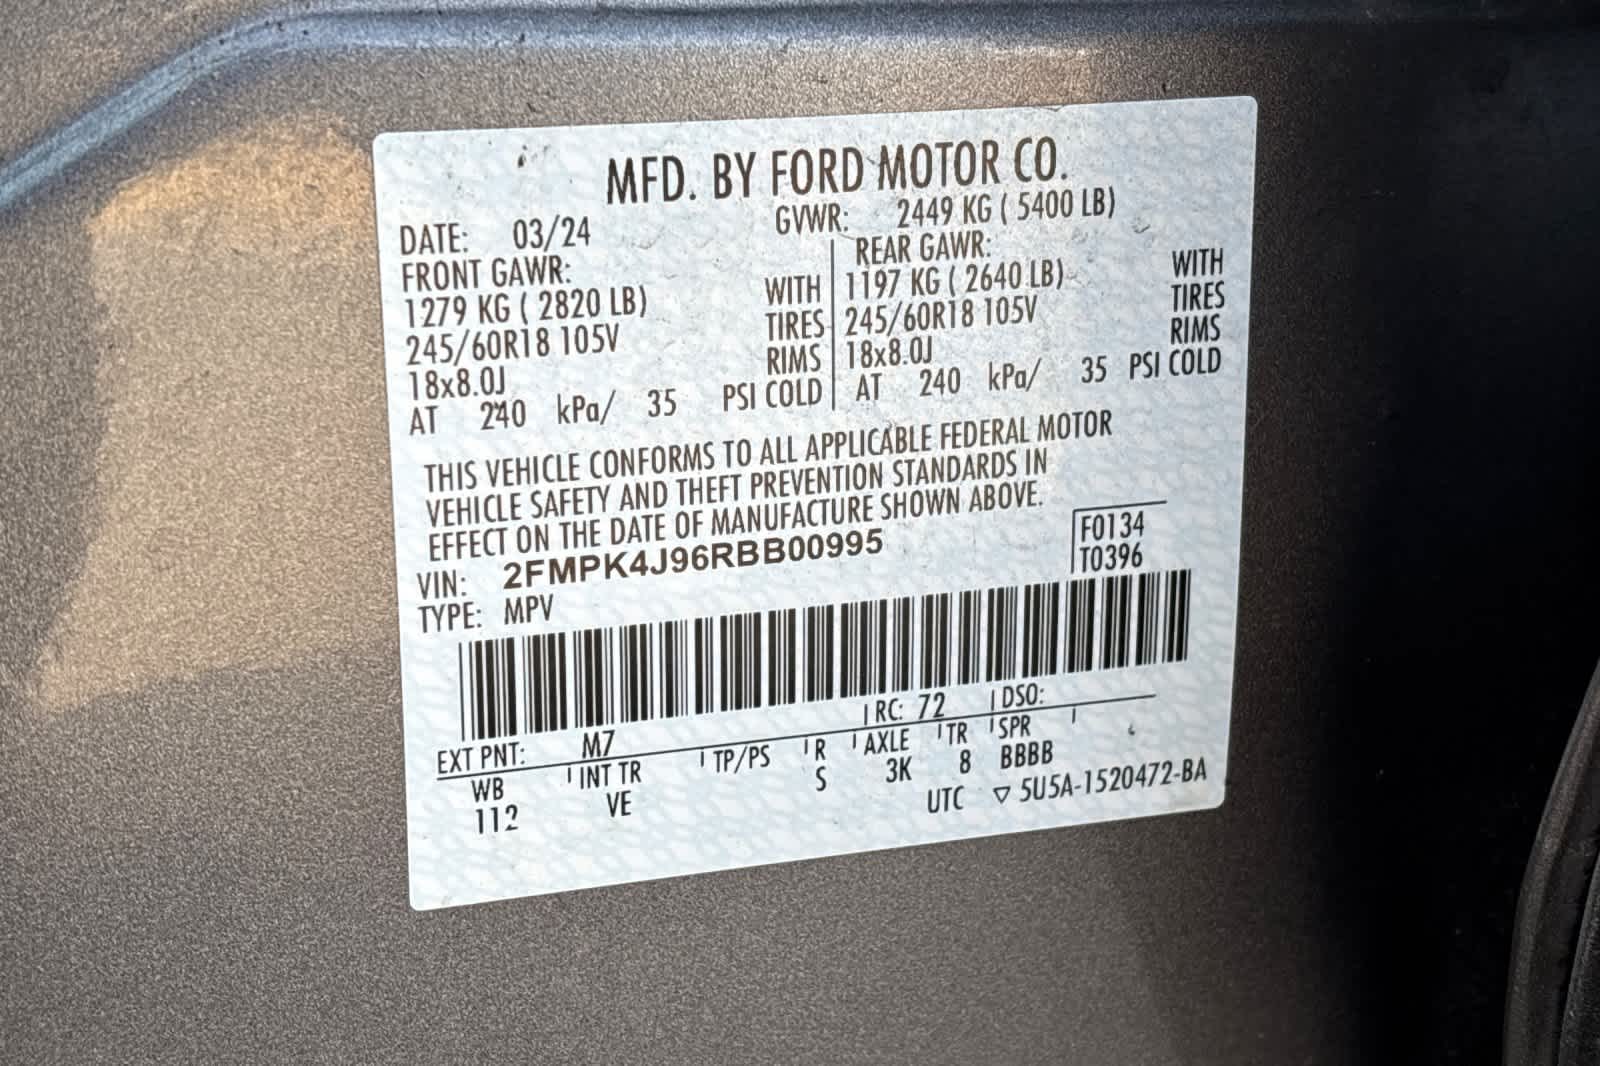 MFD. BY FORD MOTOR CO.
DATE: 03/24 GVWR: 2449 KG ( 5400 LB)
FRONT GAWR: REAR GAWR:
1279 KG ( 2820 LB) WITH 1197 KG ( 2640 LB) WITH
245/60R18 105V TIRES 245/60R18 105V TIRES
18x8.0J RIMS 18x8.0J RIMS
AT 240 kPa/ 35 PSI COLD AT 240 kPa/ 35 PSI COLD
THIS VEHICLE CONFORMS TO ALL APPLICABLE FEDERAL MOTOR
VEHICLE SAFETY AND THEFT PREVENTION STANDARDS IN
EFFECT ON THE DATE OF MANUFACTURE SHOWN ABOVE.
F0134
VIN: 2FMPK4J96RBB00995
T0396
TYPE: MPV
EXT PNT: M7 RC: 72 DSO:
WB INT TR TP/PS R AXLE TR SPR
112 VE S 3K 8 BBBB
UTC ▽ 5U5A-1520472-BA